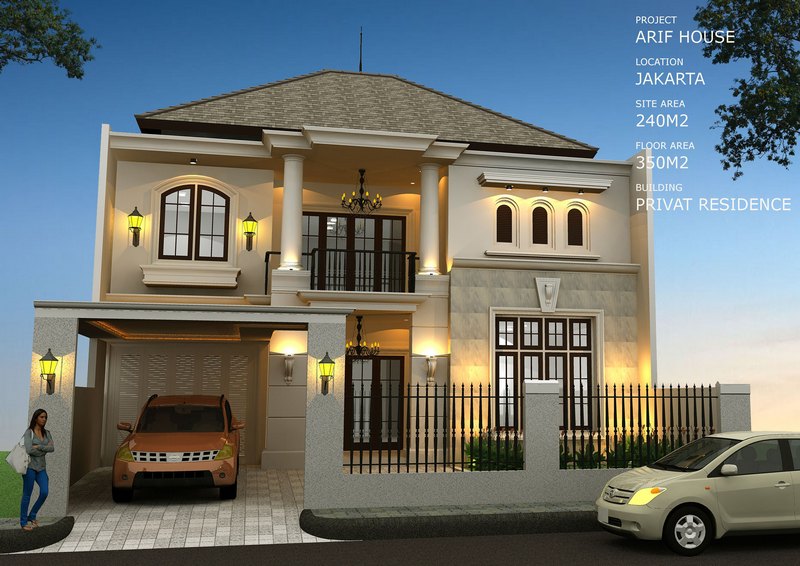 PROJECT
ARIF HOUSE
LOCATION
JAKARTA
SITE AREA
240M2
FLOOR AREA
350M2
BUILDING
PRIVAT RESIDENCE